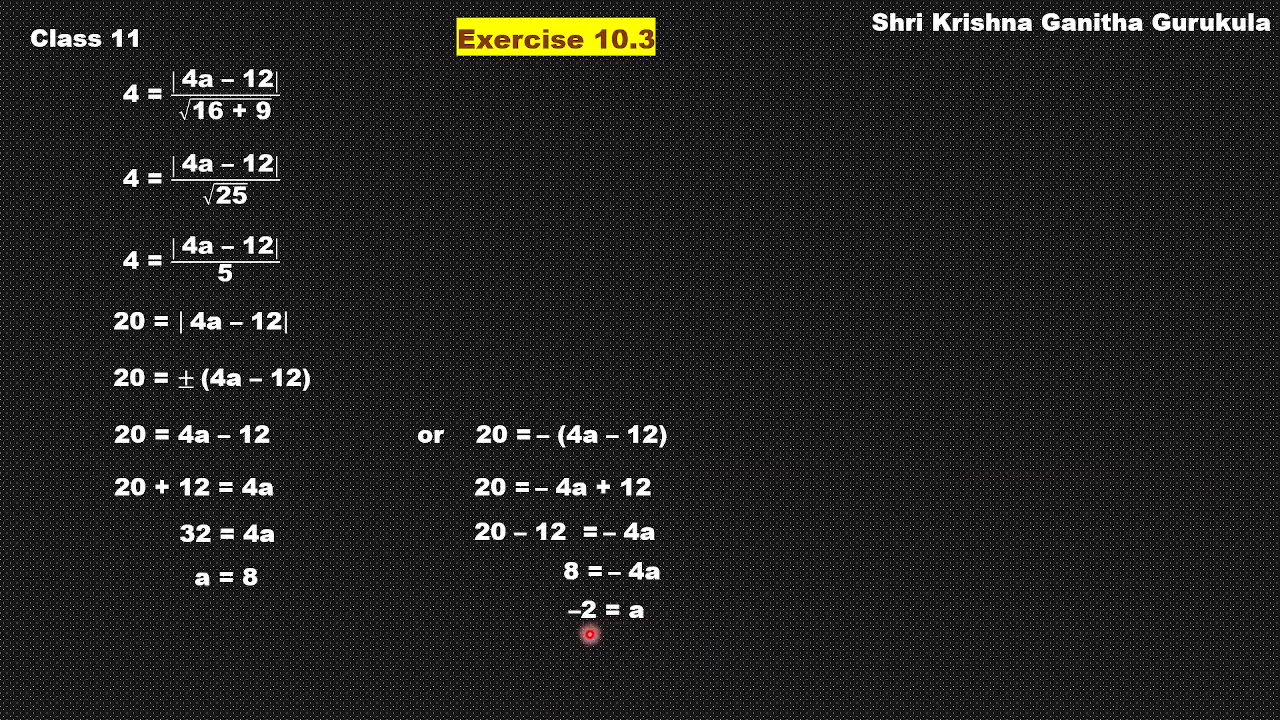 Class 11
Exercise 10.3
Shri Krishna Ganitha Gurukula
4 = |4a – 12| / √(16 + 9)
4 = |4a – 12| / √25
4 = |4a – 12| / 5
20 = |4a – 12|
20 = ± (4a – 12)
20 = 4a – 12 or 20 = – (4a – 12)
20 + 12 = 4a 20 = – 4a + 12
32 = 4a 20 – 12 = – 4a
a = 8 8 = – 4a
–2 = a